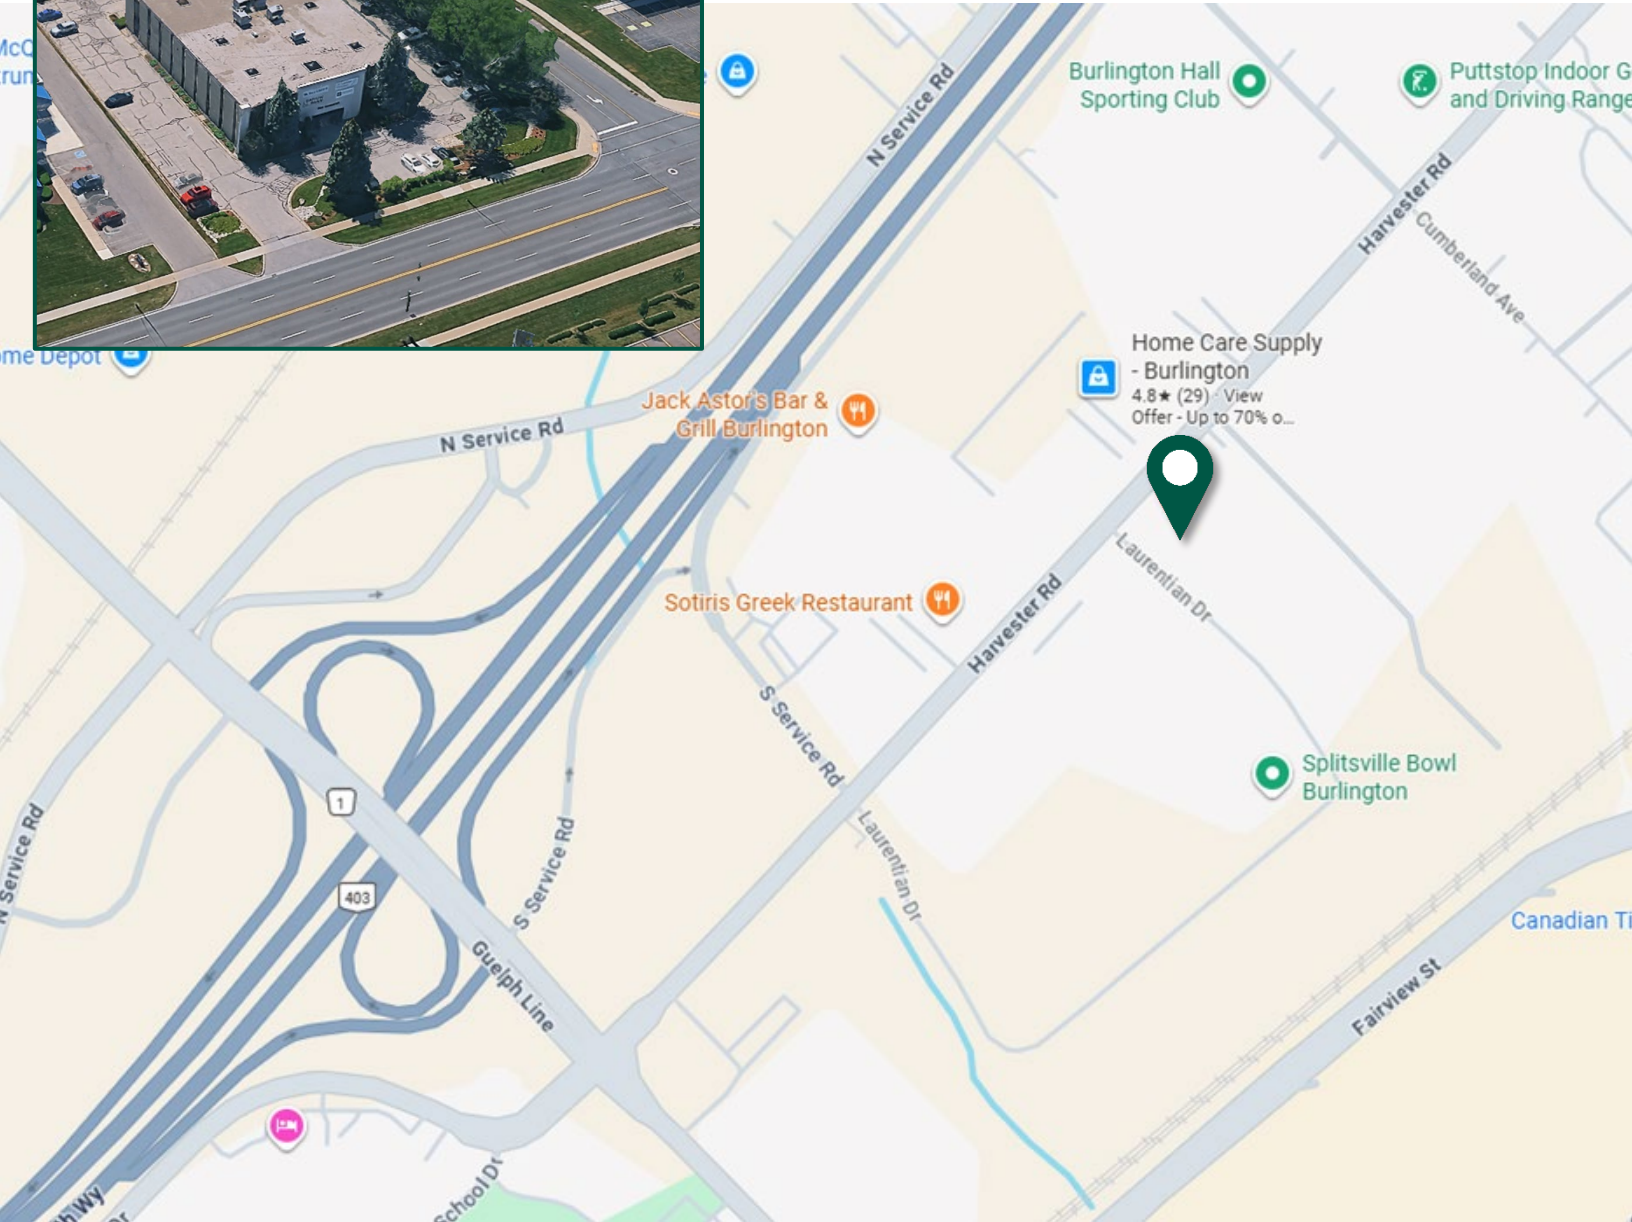 Burlington Hall
Sporting Club
Puttstop Indoor G
and Driving Range
N Service Rd
Harvester Rd
Cumberland Ave
Home Care Supply
- Burlington
4.8★ (29) · View
Offer - Up to 70% o...
ome Depot
Jack Astor's Bar &
Grill Burlington
N Service Rd
Laurentian Dr
Sotiris Greek Restaurant
Harvester Rd
S Service Rd
Splitsville Bowl
Burlington
1
N Service Rd
S Service Rd
Laurentian Dr
403
Canadian Ti
Guelph Line
Fairview St
School Dr
h Wy
Dr